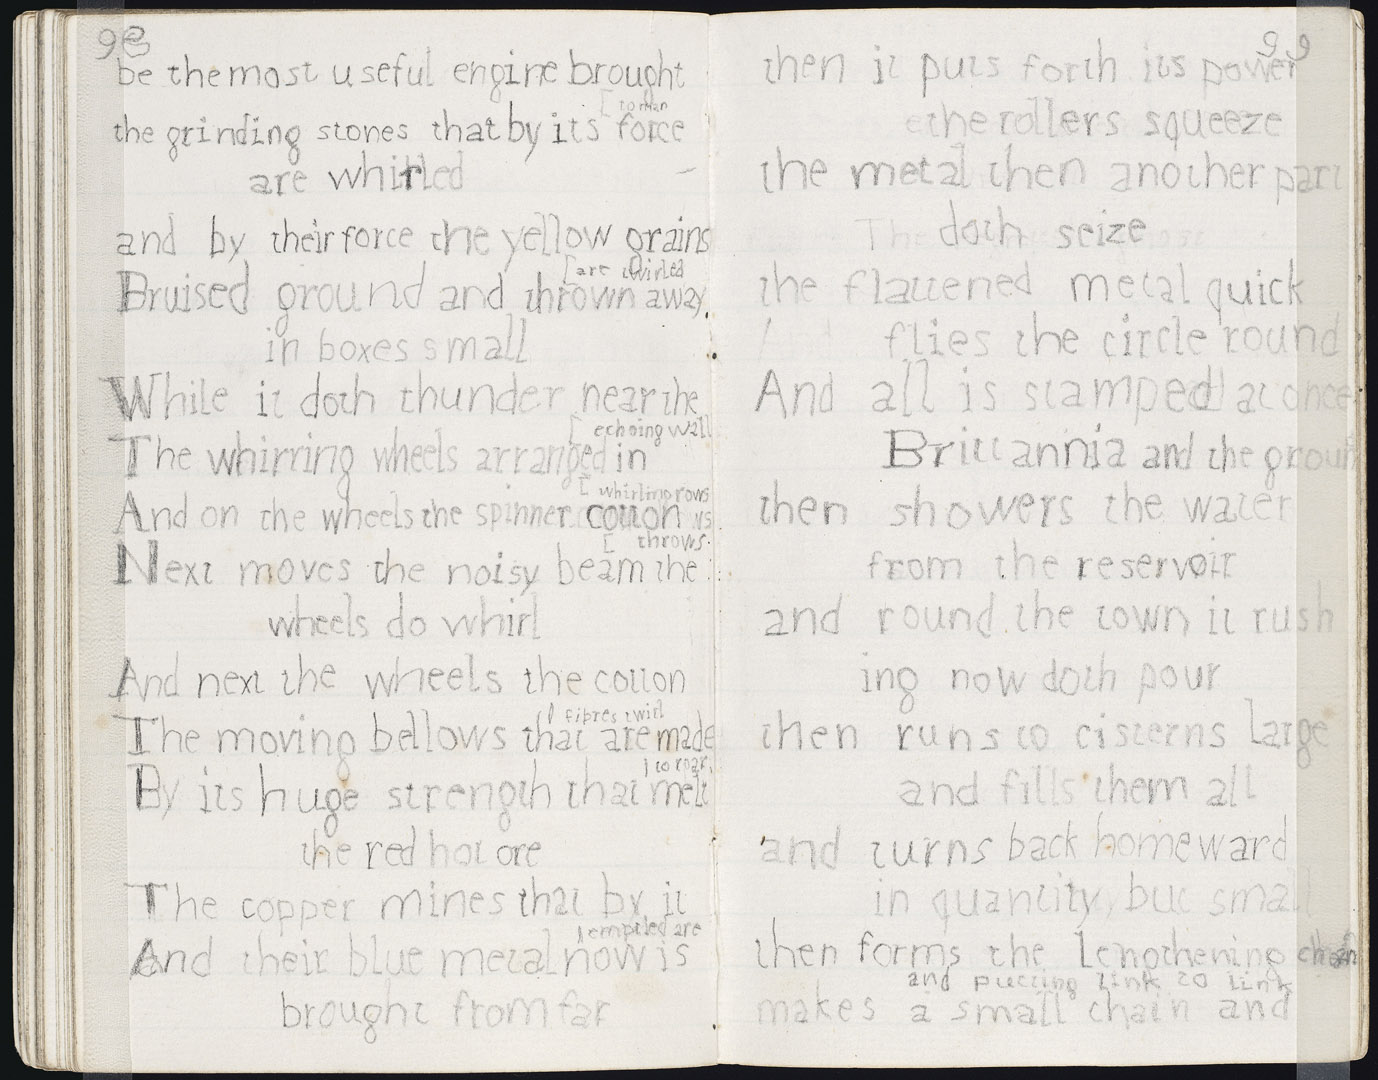 98
be the most useful engine brought
[to man
the grinding stones that by its force
are whirled
and by their force the yellow grains
[are whirled
Bruised ground and thrown away
in boxes small
While it doth thunder near the
[echoing wall
The whirring wheels arranged in
[whirling rows
And on the wheels the spinner cotton
[throws
Next moves the noisy beam the
wheels do whirl
And next the wheels the cotton
[fibres twirl
The moving bellows that are made
[to roar
By its huge strength that melt
the red hot ore
The copper mines that by it
[emptied are
And their blue metal now is
brought from far
99
then it puts forth its power
the rollers squeeze
the metal then another part
doth seize
the flattened metal quick
flies the circle round
And all is stamped at once
Brittannia and the ground
then showers the water
from the reservoir
and round the town it rush
ing now doth pour
then runs to cisterns large
and fills them all
and turns back homeward
in quantity but small
then forms the lengthening chain
and putting link to link
makes a small chain and